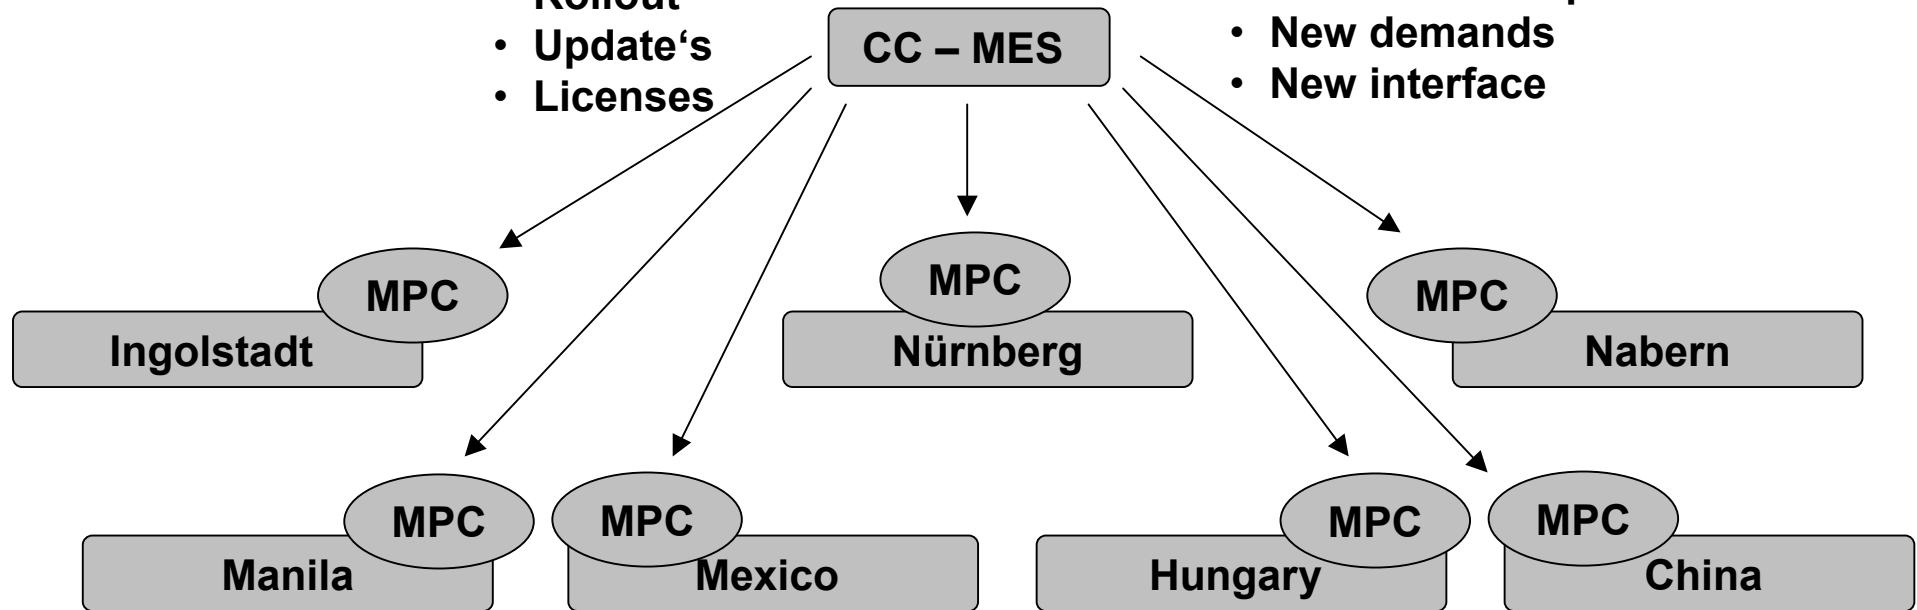 Rollout
• Update‘s
• Licenses
CC – MES
• New demands
• New interface
MPC
MPC
MPC
Ingolstadt
Nürnberg
Nabern
MPC
MPC
MPC
MPC
Manila
Mexico
Hungary
China